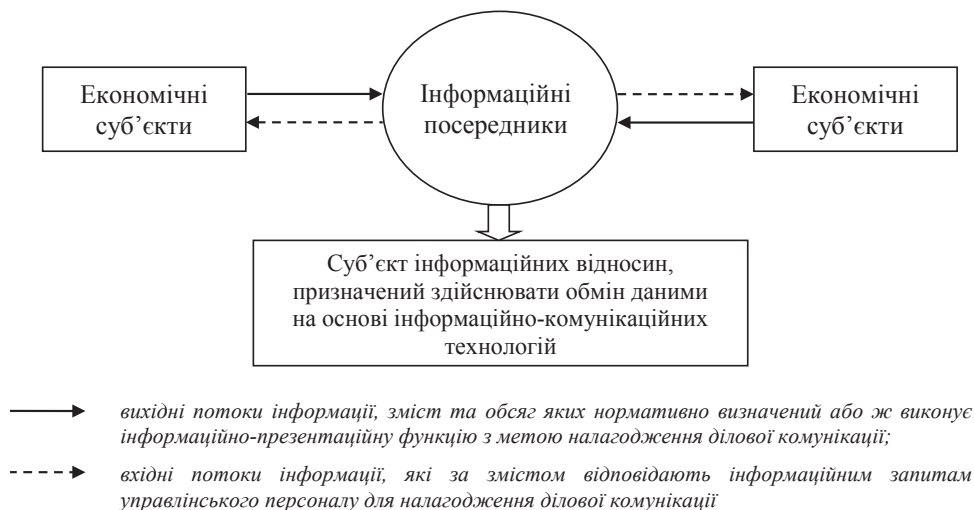 Економічні
суб’єкти
Інформаційні
посередники
Економічні
суб’єкти
Суб’єкт інформаційних відносин,
призначений здійснювати обмін даними
на основі інформаційно-комунікаційних
технологій
вихідні потоки інформації, зміст та обсяг яких нормативно визначений або ж виконує
інформаційно-презентаційну функцію з метою налагодження ділової комунікації;
вхідні потоки інформації, які за змістом відповідають інформаційним запитам
управлінського персоналу для налагодження ділової комунікації